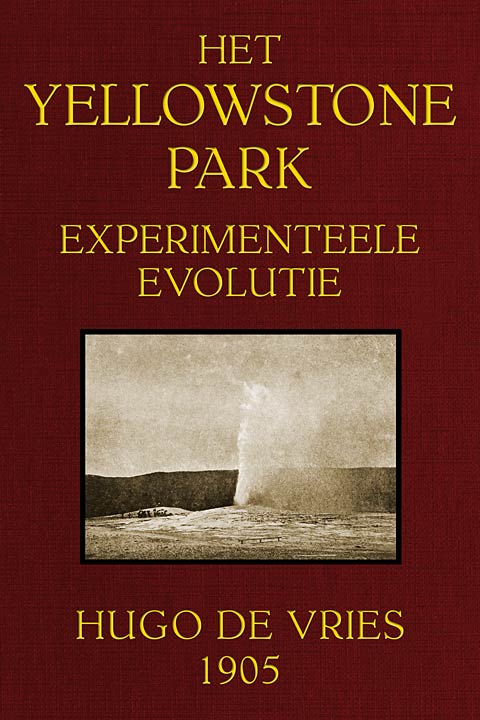 HET
YELLOWSTONE
PARK
EXPERIMENTEELE
EVOLUTIE
HUGO DE VRIES
1905